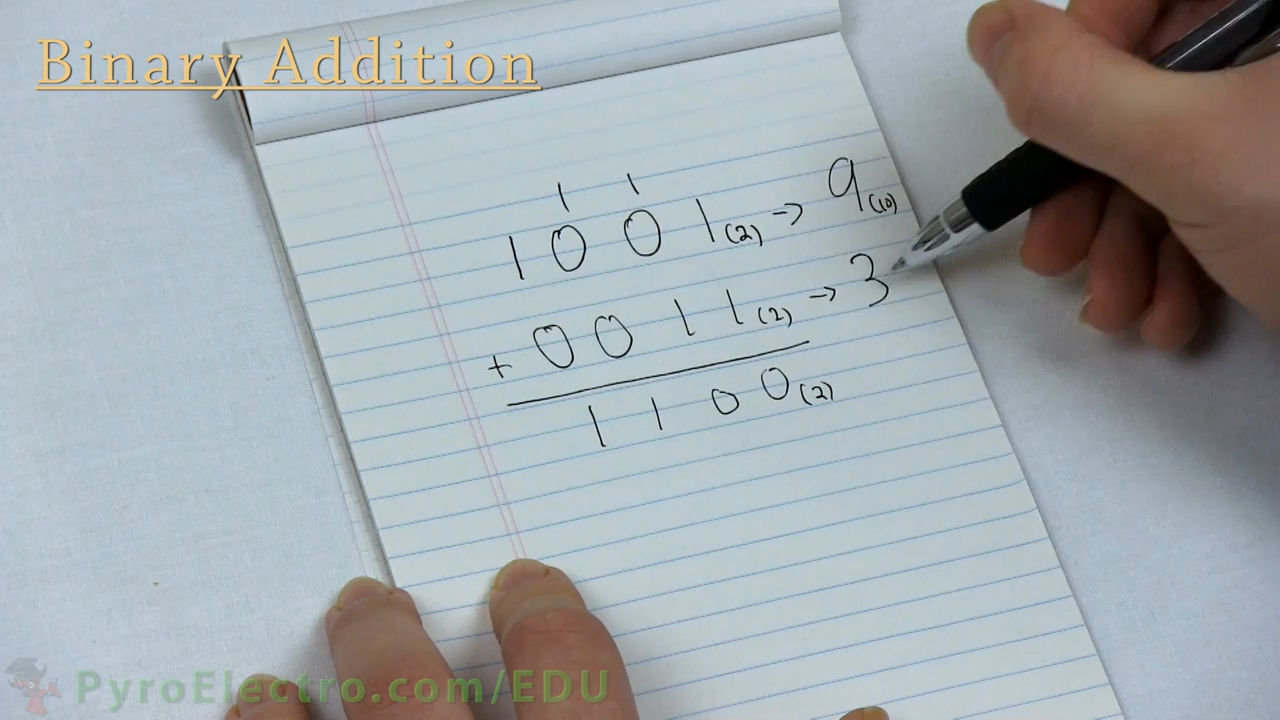 Binary Addition
1 1
1 0 0 1(2) → 9(10)
+ 0 0 1 1(2) → 3
1 1 0 0(2)
PyroElectro.com/EDU